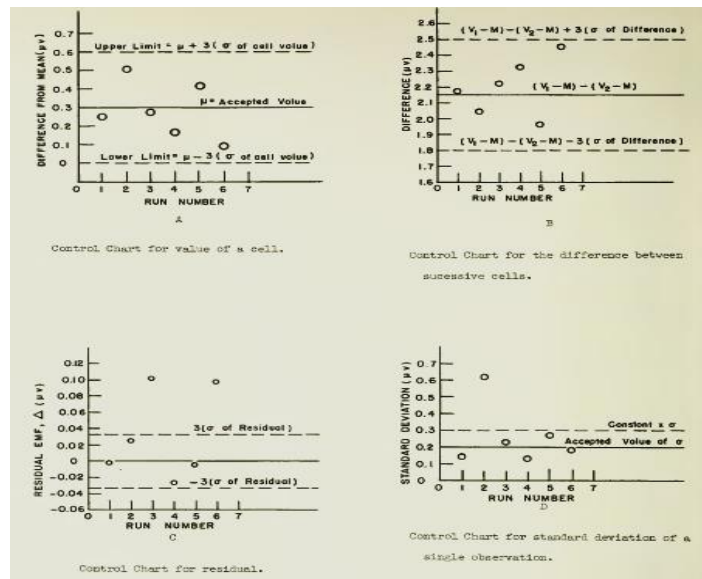 DIFFERENCE FROM MEAN(μv)
0.7
0.6
0.5
0.4
0.3
0.2
0.1
0
Upper Limit = μ + 3(σ of cell value)
μ= Accepted Value
Lower Limit= μ - 3(σ of cell value)
0 1 2 3 4 5 6 7
RUN NUMBER
A
Control Chart for value of a cell.
DIFFERENCE(μv)
2.6
2.5
2.4
2.3
2.2
2.1
2.0
1.9
1.8
1.7
1.6
(V₁-M)-(V₂-M)+3(σ of Difference)
(V₁-M)-(V₂-M)
(V₁-M)-(V₂-M)-3(σ of Difference)
0 1 2 3 4 5 6 7
RUN NUMBER
B
Control Chart for the difference between
sucessive cells.
RESIDUAL EMF, Δ (μv)
0.12
0.10
0.08
0.06
0.04
0.02
0
-0.02
-0.04
-0.06
3(σ of Residual)
-3(σ of Residual)
0 1 2 3 4 5 6 7
RUN NUMBER
C
Control Chart for residual.
STANDARD DEVIATION(μv)
0.7
0.6
0.5
0.4
0.3
0.2
0.1
0
Constant x σ
Accepted Value of σ
0 1 2 3 4 5 6 7
RUN NUMBER
D
Control Chart for standard deviation of a
single observation.